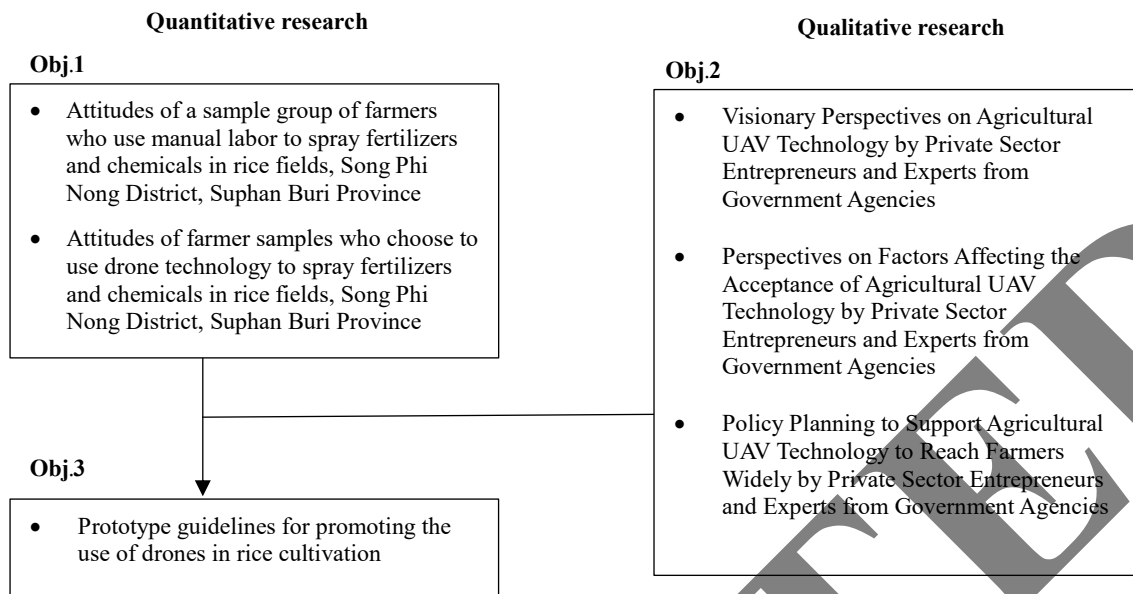 Quantitative research
Obj.1
• Attitudes of a sample group of farmers
who use manual labor to spray fertilizers
and chemicals in rice fields, Song Phi
Nong District, Suphan Buri Province
• Attitudes of farmer samples who choose to
use drone technology to spray fertilizers
and chemicals in rice fields, Song Phi
Nong District, Suphan Buri Province
Qualitative research
Obj.2
• Visionary Perspectives on Agricultural
UAV Technology by Private Sector
Entrepreneurs and Experts from
Government Agencies
• Perspectives on Factors Affecting the
Acceptance of Agricultural UAV
Technology by Private Sector
Entrepreneurs and Experts from
Government Agencies
• Policy Planning to Support Agricultural
UAV Technology to Reach Farmers
Widely by Private Sector Entrepreneurs
and Experts from Government Agencies
Obj.3
• Prototype guidelines for promoting the
use of drones in rice cultivation